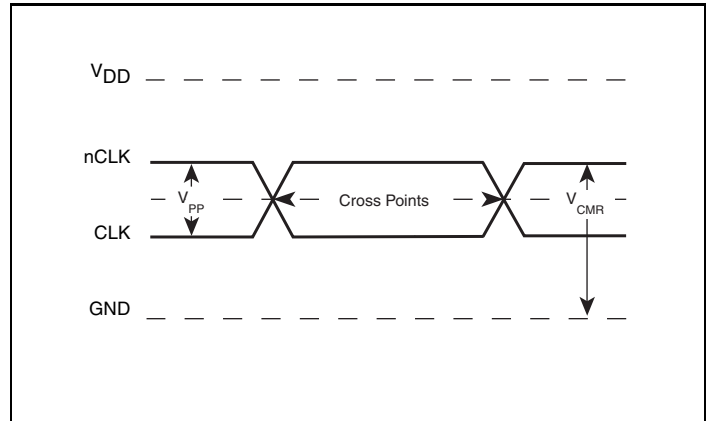 VDD
nCLK
VPP
Cross Points
VCMR
CLK
GND